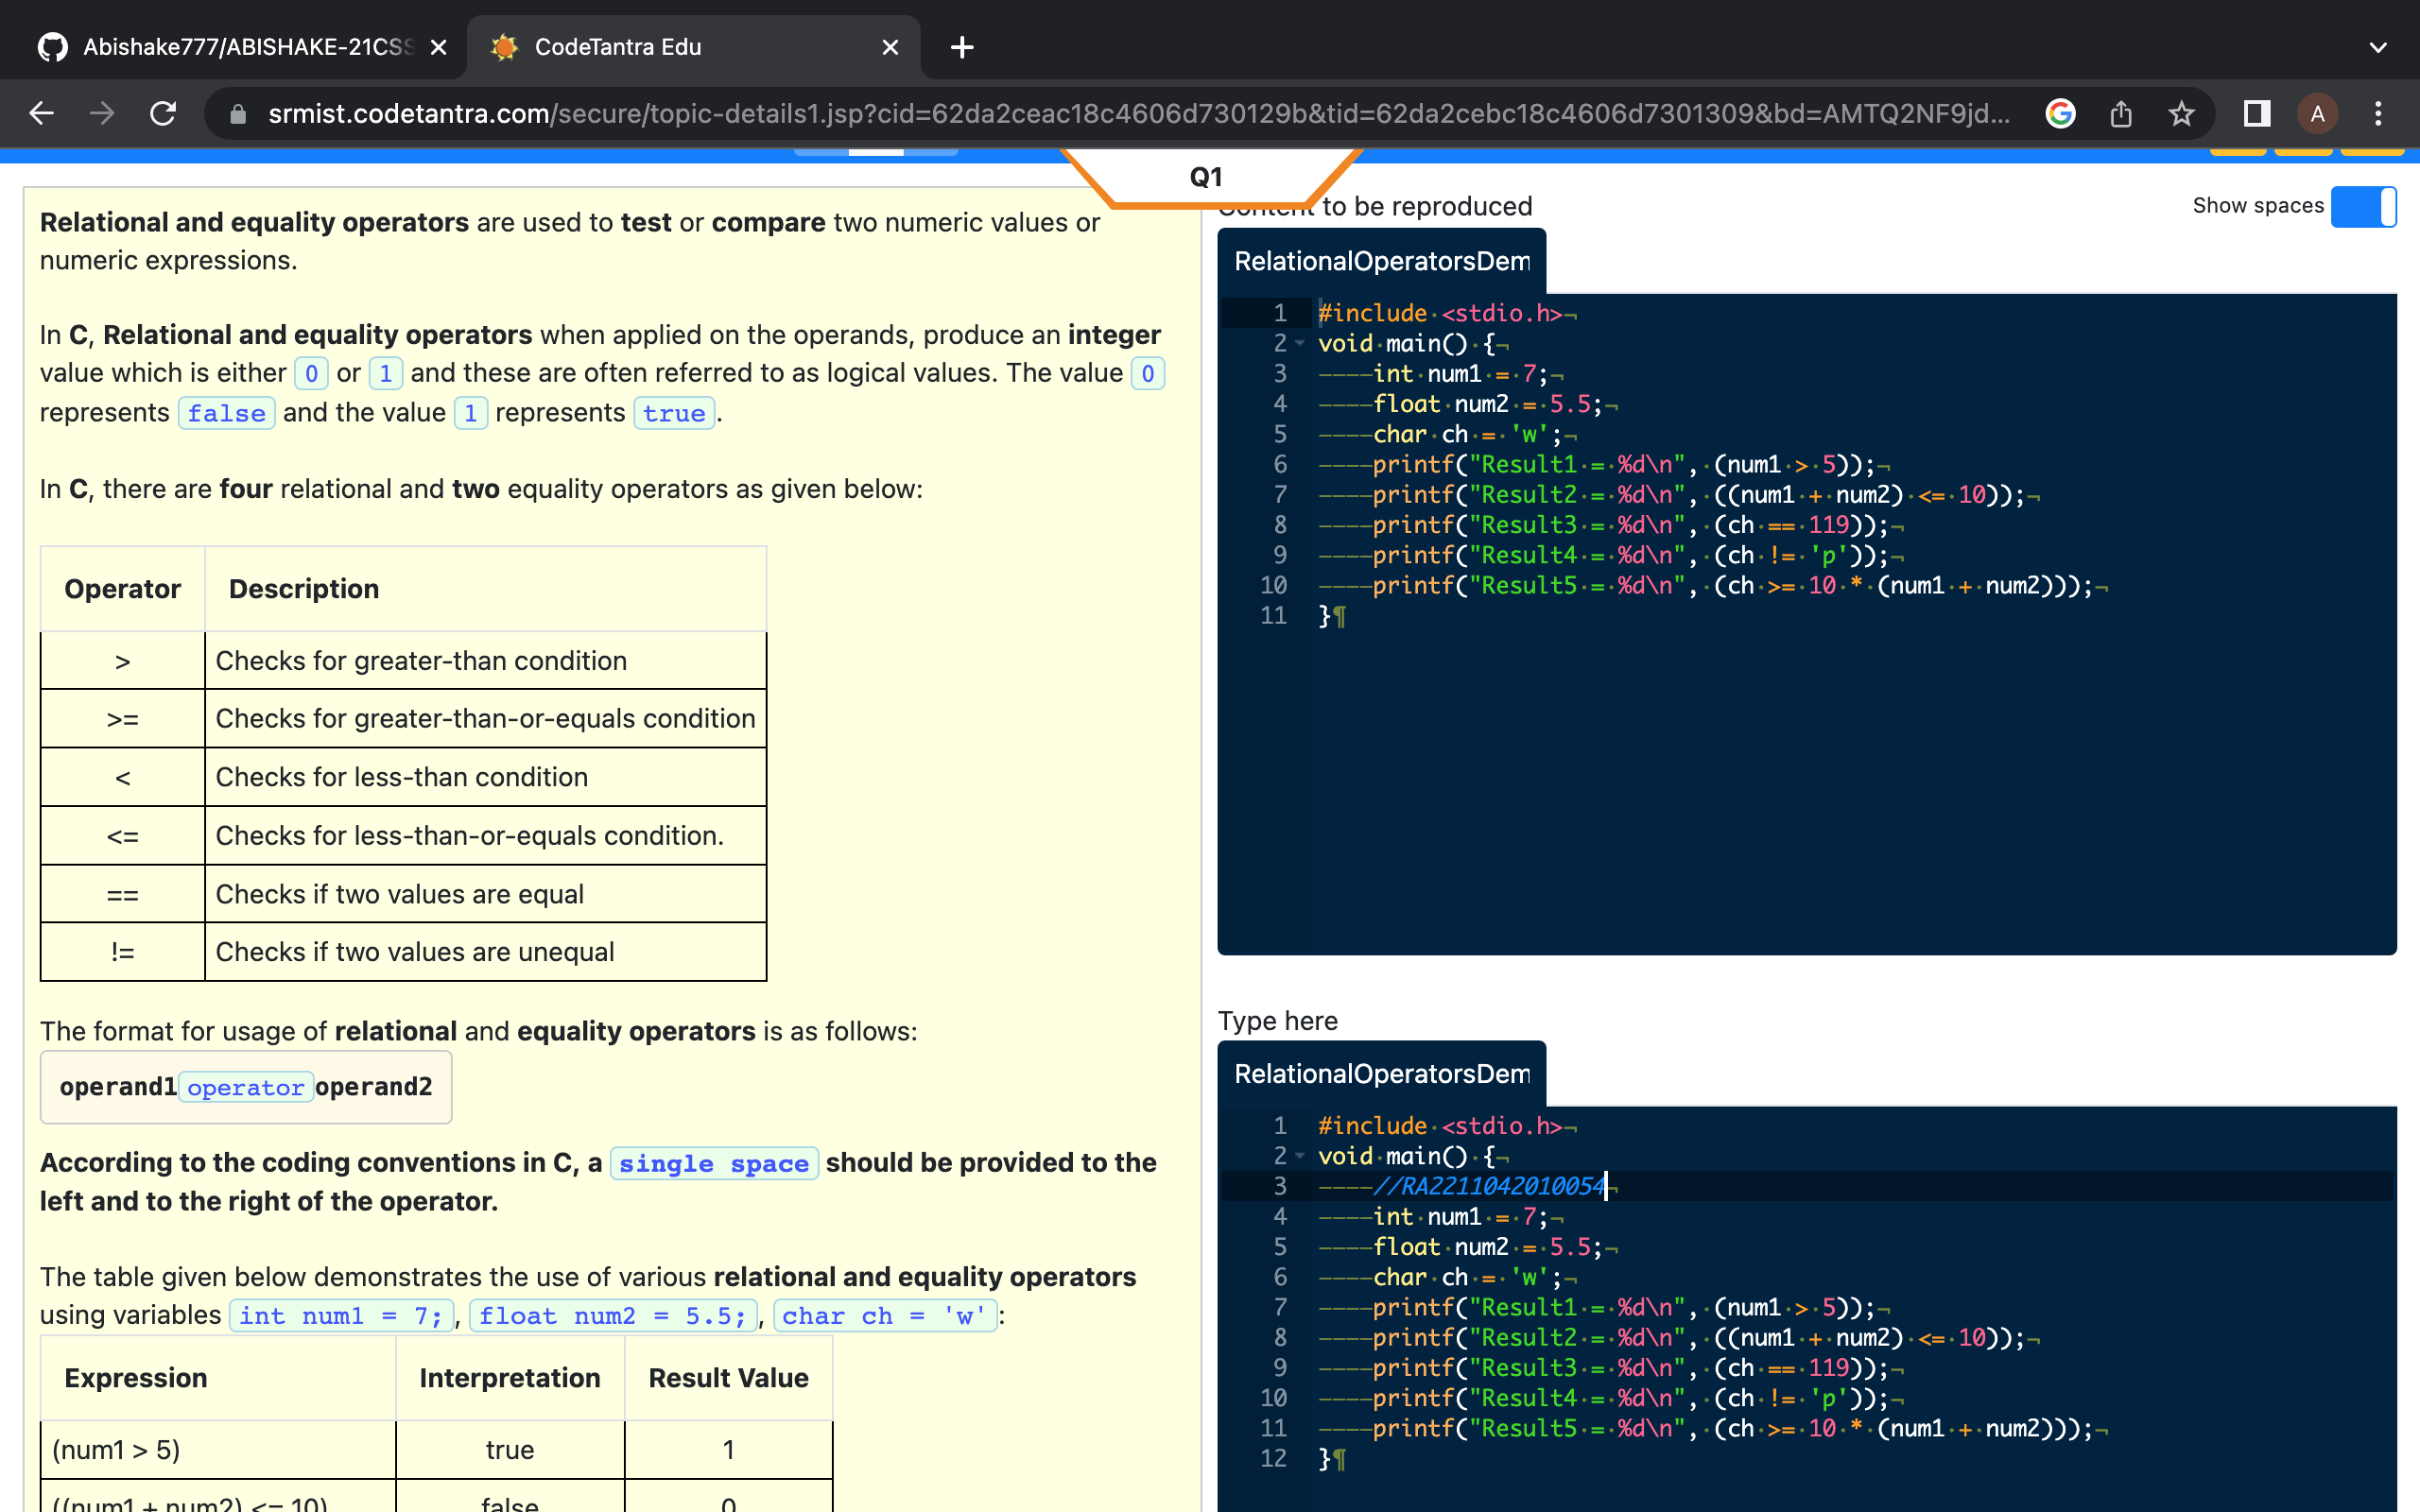 Abishake777/ABISHAKE-21CSS
CodeTantra Edu
srmist.codetantra.com/secure/topic-details1.jsp?cid=62da2ceac18c4606d730129b&tid=62da2cebc18c4606d7301309&bd=AMTQ2NF9jd...
A
Q1
Relational and equality operators are used to test or compare two numeric values or
numeric expressions.
In C, Relational and equality operators when applied on the operands, produce an integer
value which is either 0 or 1 and these are often referred to as logical values. The value 0
represents false and the value 1 represents true.
In C, there are four relational and two equality operators as given below:
Operator Description
> Checks for greater-than condition
>= Checks for greater-than-or-equals condition
< Checks for less-than condition
<= Checks for less-than-or-equals condition.
== Checks if two values are equal
!= Checks if two values are unequal
The format for usage of relational and equality operators is as follows:
operand1 operator operand2
According to the coding conventions in C, a single space should be provided to the
left and to the right of the operator.
The table given below demonstrates the use of various relational and equality operators
using variables int num1 = 7;, float num2 = 5.5;, char ch = 'w':
Expression Interpretation Result Value
(num1 > 5) true 1
((num1 + num2) <= 10) false 0
Content to be reproduced
Show spaces
RelationalOperatorsDem
1 #include <stdio.h>
2 void main() {
3 int num1 = 7;
4 float num2 = 5.5;
5 char ch = 'w';
6 printf("Result1 = %d\n", (num1 > 5));
7 printf("Result2 = %d\n", ((num1 + num2) <= 10));
8 printf("Result3 = %d\n", (ch == 119));
9 printf("Result4 = %d\n", (ch != 'p'));
10 printf("Result5 = %d\n", (ch >= 10 * (num1 + num2)));
11 }
Type here
RelationalOperatorsDem
1 #include <stdio.h>
2 void main() {
3 //RA2211042010054
4 int num1 = 7;
5 float num2 = 5.5;
6 char ch = 'w';
7 printf("Result1 = %d\n", (num1 > 5));
8 printf("Result2 = %d\n", ((num1 + num2) <= 10));
9 printf("Result3 = %d\n", (ch == 119));
10 printf("Result4 = %d\n", (ch != 'p'));
11 printf("Result5 = %d\n", (ch >= 10 * (num1 + num2)));
12 }